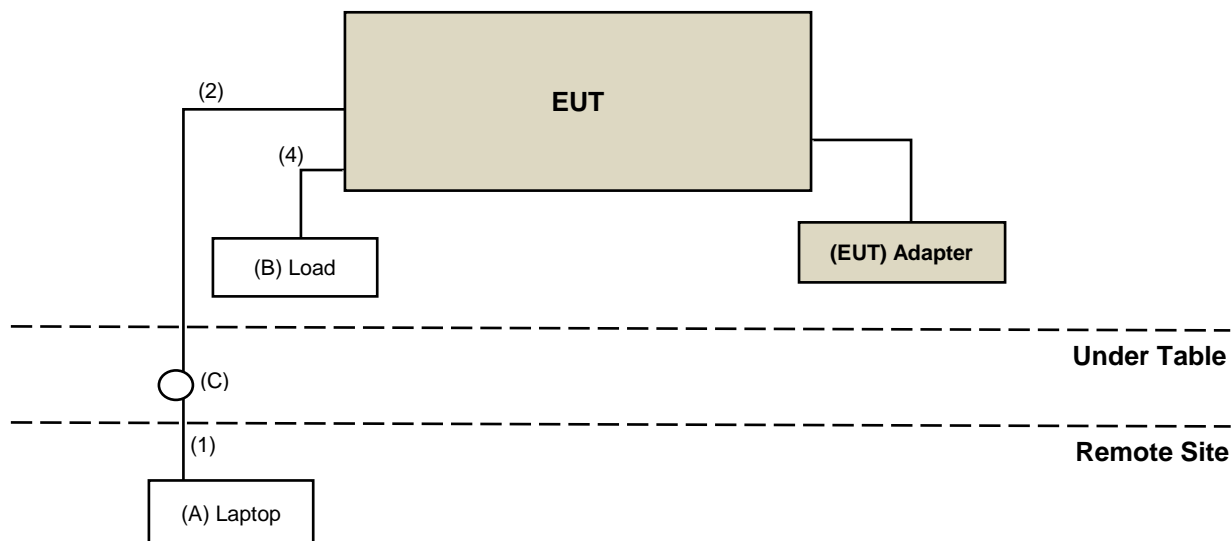 (2)
EUT
(4)
(B) Load
(EUT) Adapter
Under Table
(C)
(1)
Remote Site
(A) Laptop